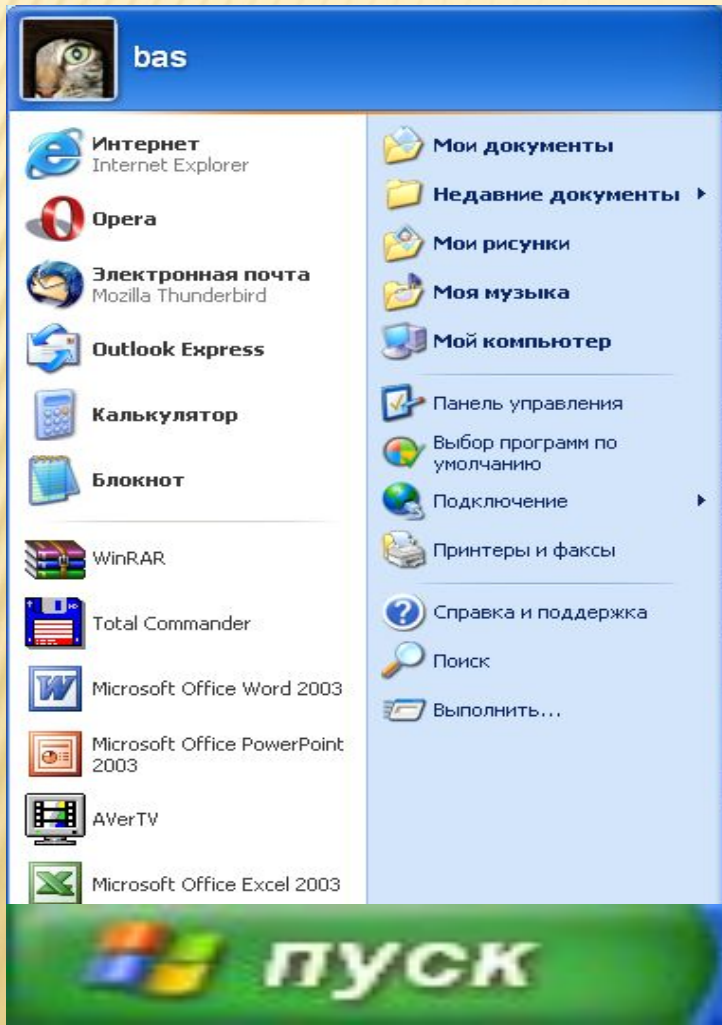 bas
Интернет
Internet Explorer
Opera
Электронная почта
Mozilla Thunderbird
Outlook Express
Калькулятор
Блокнот
WinRAR
Total Commander
Microsoft Office Word 2003
Microsoft Office PowerPoint
2003
AVerTV
Microsoft Office Excel 2003
Мои документы
Недавние документы
Мои рисунки
Моя музыка
Мой компьютер
Панель управления
Выбор программ по
умолчанию
Подключение
Принтеры и факсы
Справка и поддержка
Поиск
Выполнить...
пуск